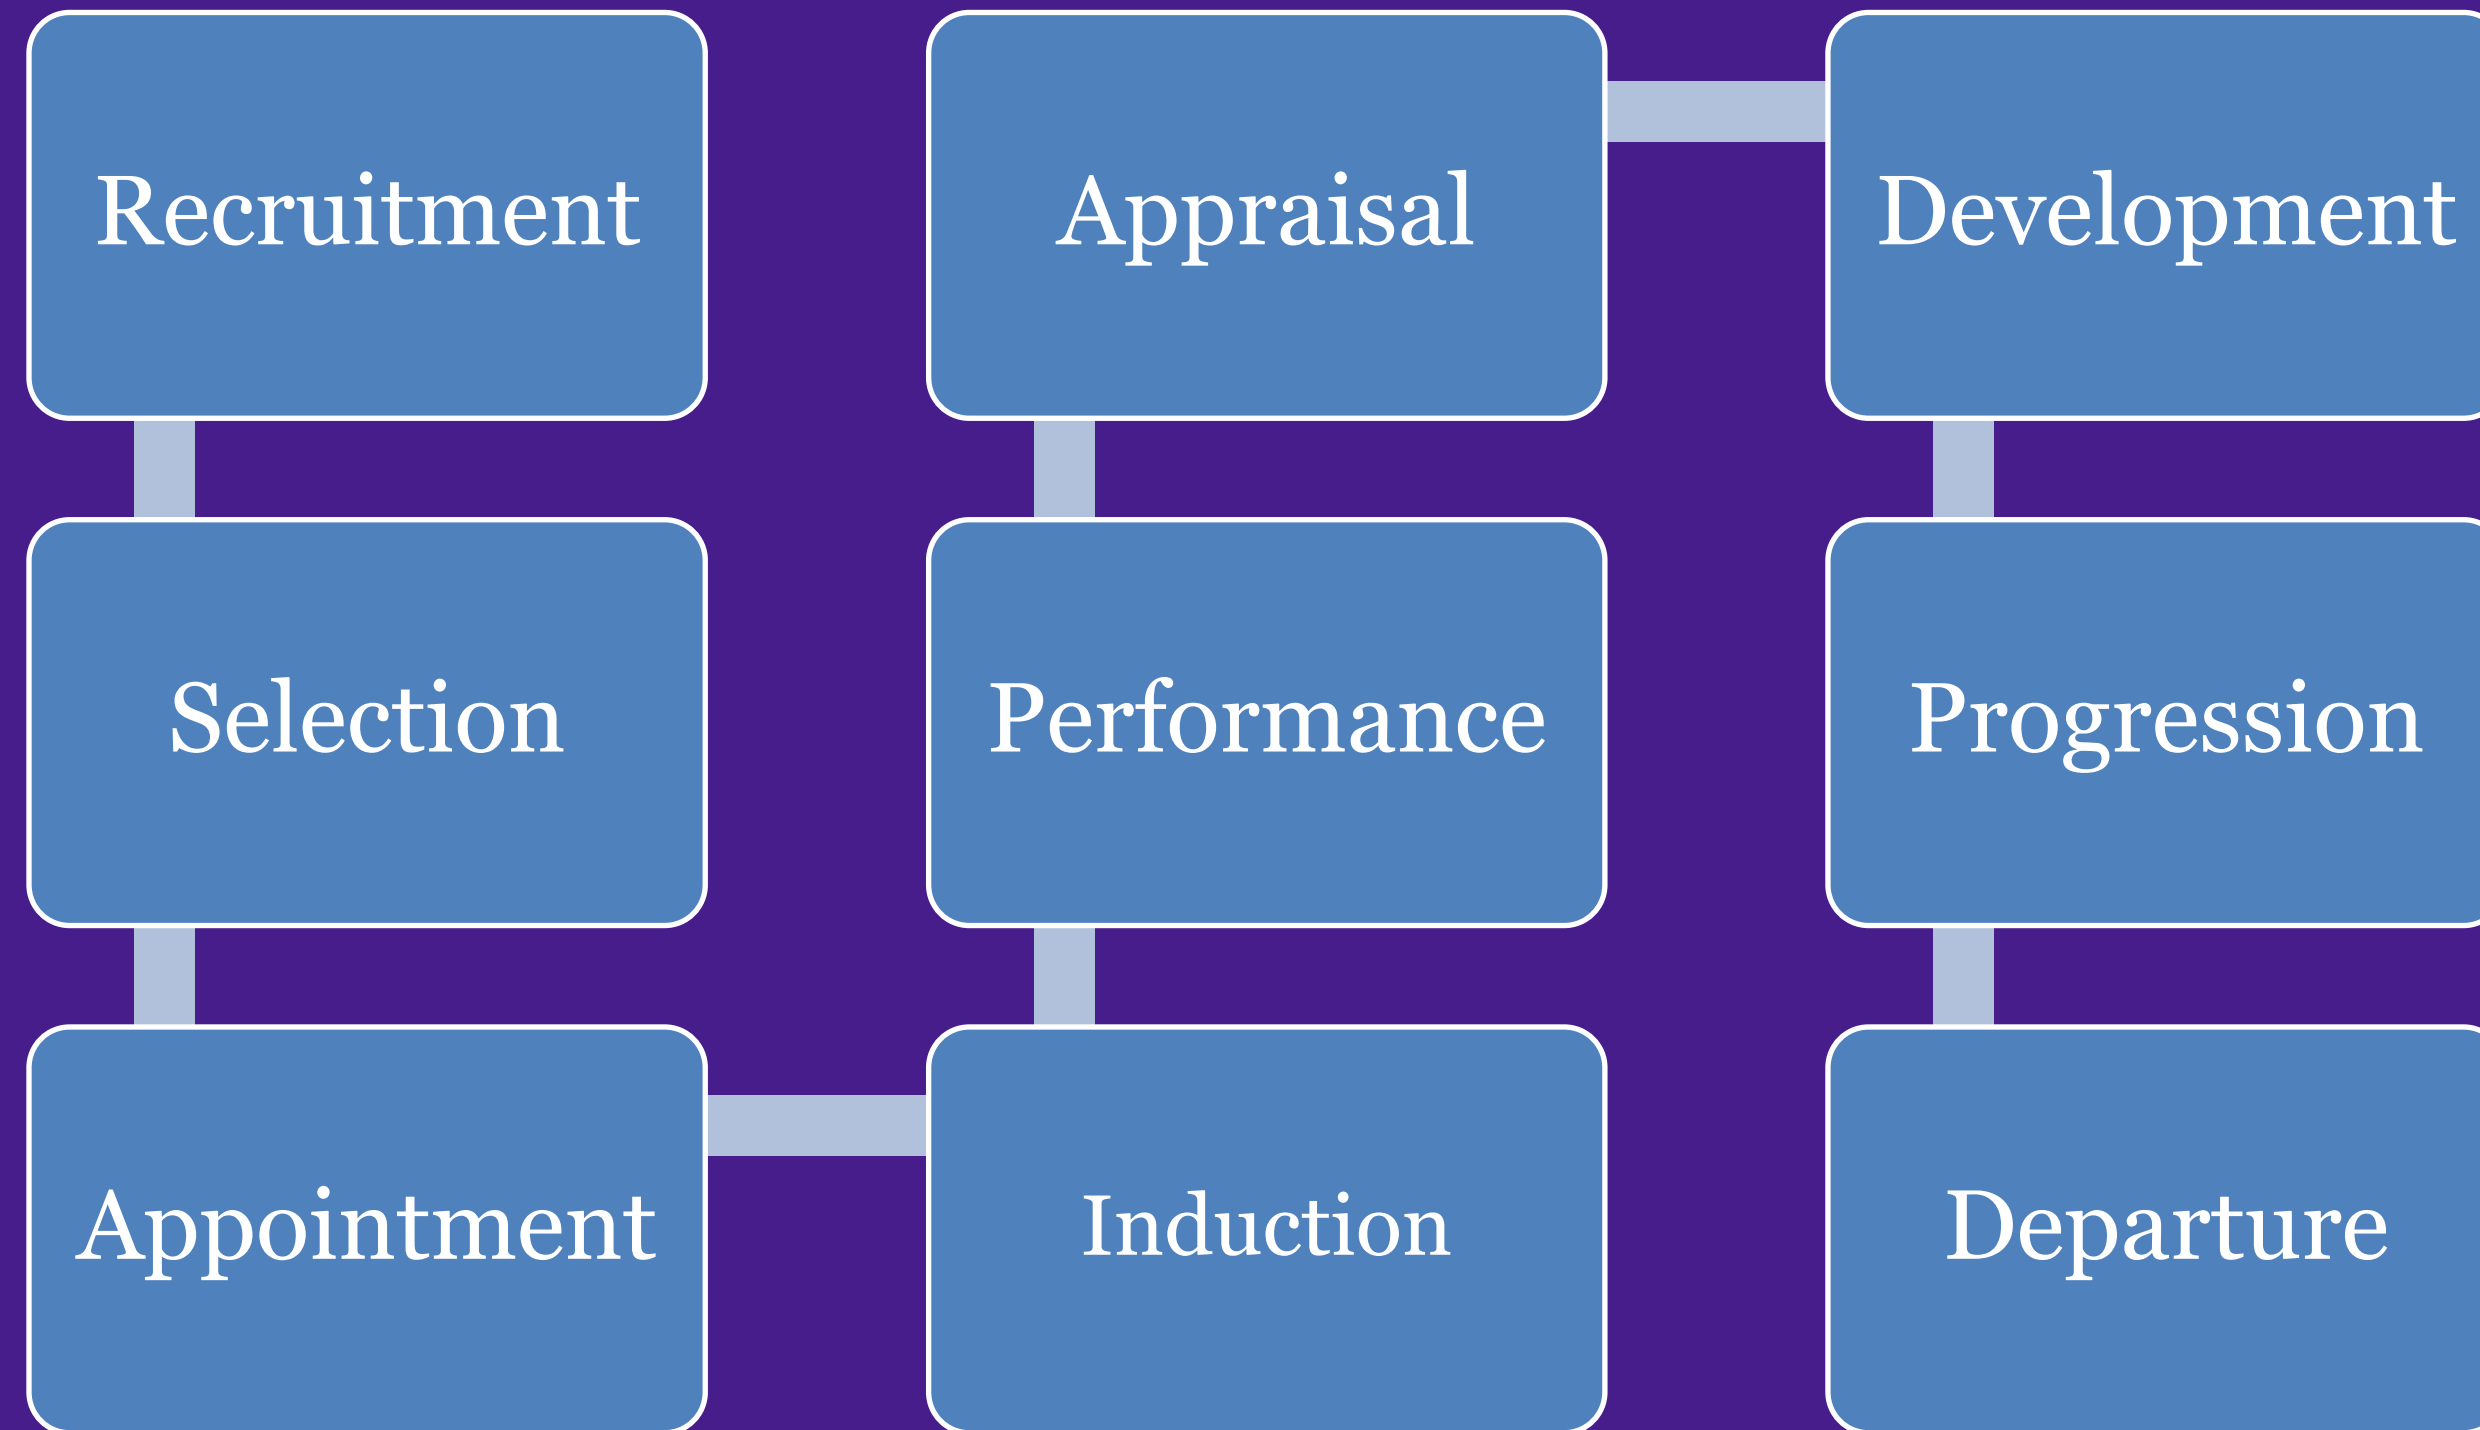 Recruitment
Selection
Appointment
Induction
Performance
Appraisal
Development
Progression
Departure